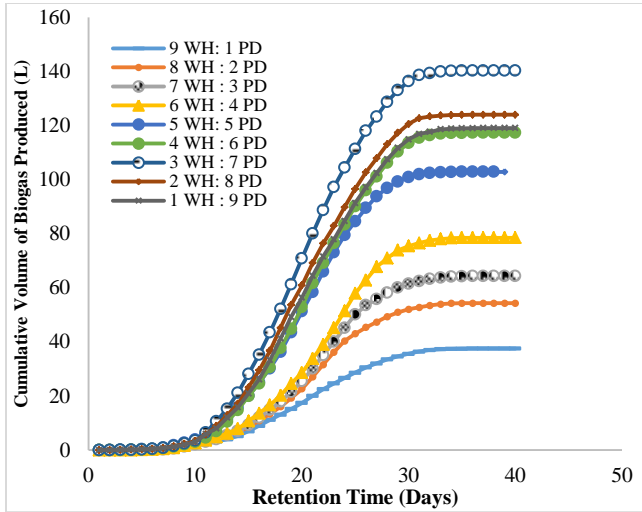 Cumulative Volume of Biogas Produced (L)
160
140
120
100
80
60
40
20
0
9 WH: 1 PD
8 WH : 2 PD
7 WH : 3 PD
6 WH : 4 PD
5 WH: 5 PD
4 WH : 6 PD
3 WH : 7 PD
2 WH : 8 PD
1 WH : 9 PD
0 10 20 30 40 50
Retention Time (Days)